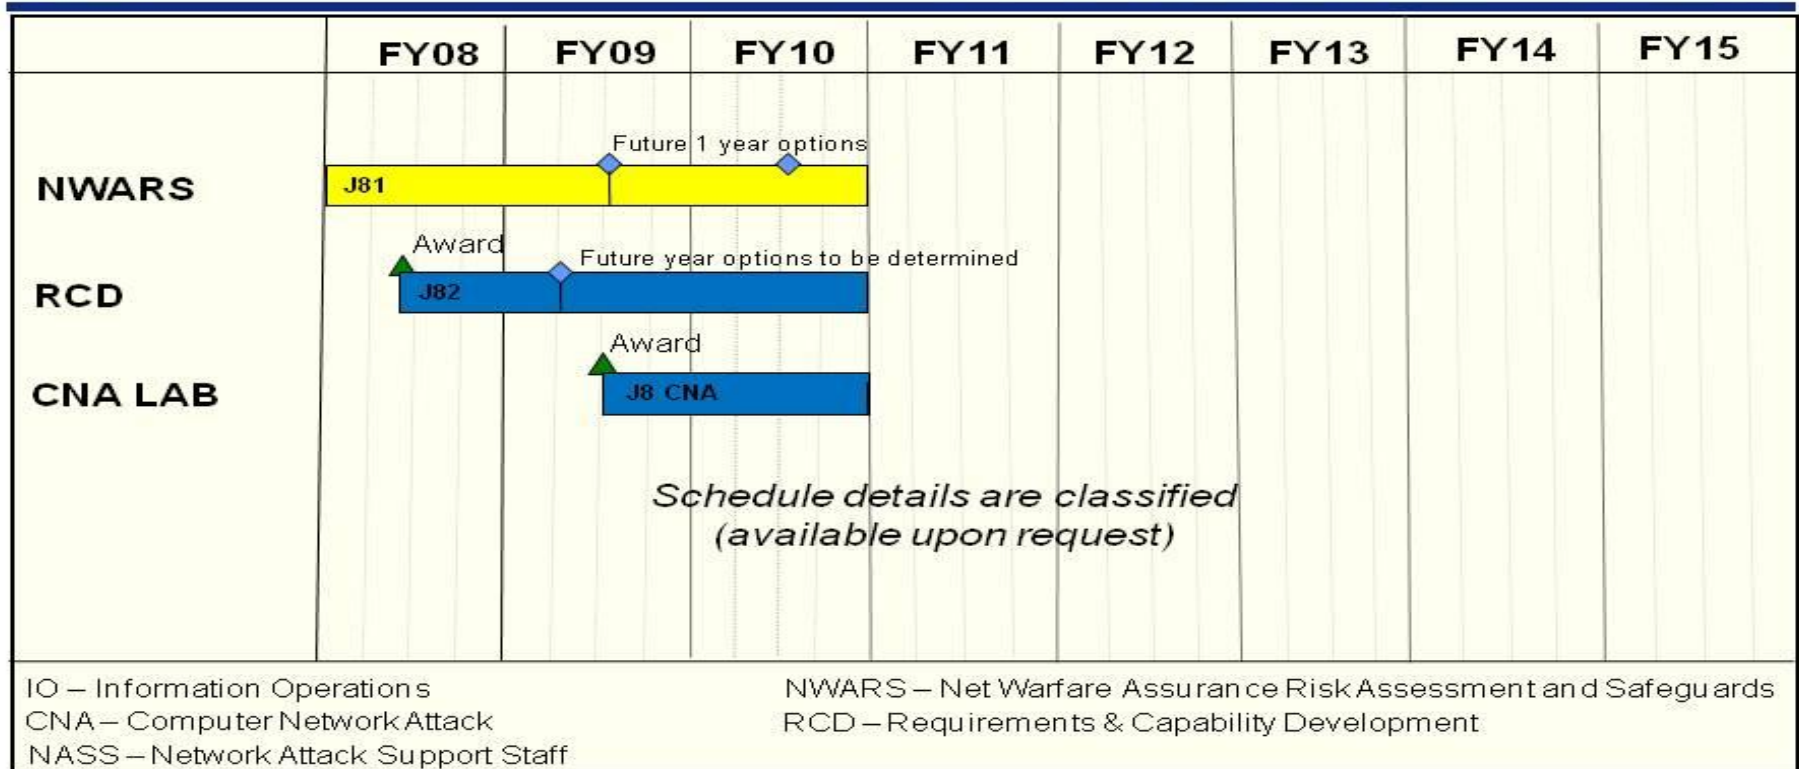 FY08 FY09 FY10 FY11 FY12 FY13 FY14 FY15
Future 1 year options
NWARS J81
Award
Future year options to be determined
RCD J82
Award
CNA LAB J8 CNA
Schedule details are classified
(available upon request)
IO – Information Operations
CNA – Computer Network Attack
NASS – Network Attack Support Staff
NWARS – Net Warfare Assurance Risk Assessment and Safeguards
RCD – Requirements & Capability Development